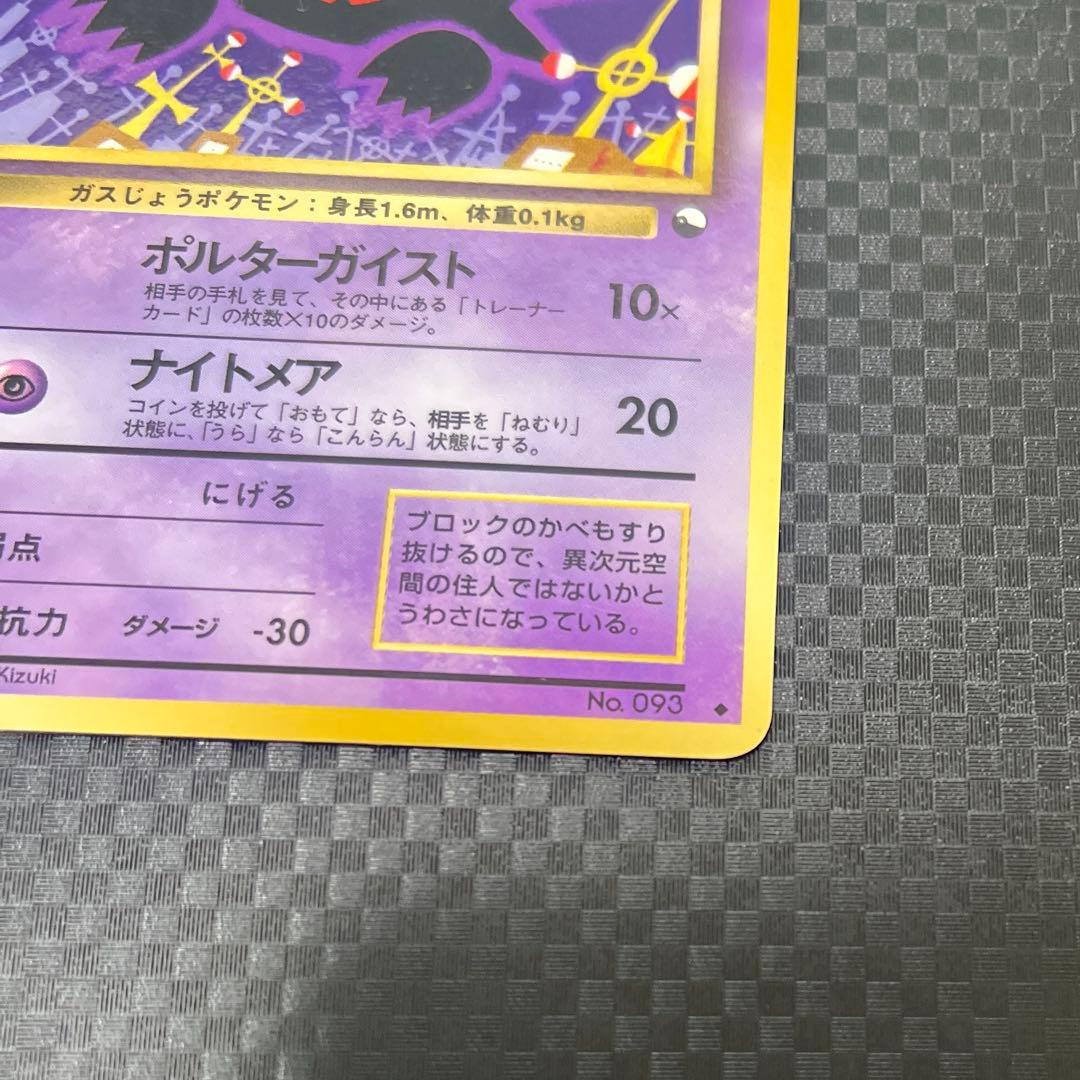 ガスじょうポケモン：身長1.6m、体重0.1kg
ポルターガイスト
相手の手札を見て、その中にある「トレーナー
カード」の枚数×10のダメージ。
10×
ナイトメア
コインを投げて「おもて」なら、相手を「ねむり」
状態に、「うら」なら「こんらん」状態にする。
20
にげる
弱点
抗力 ダメージ -30
ブロックのかべもすり
抜けるので、異次元空
間の住人ではないかと
うわさになっている。
Kizuki
No. 093